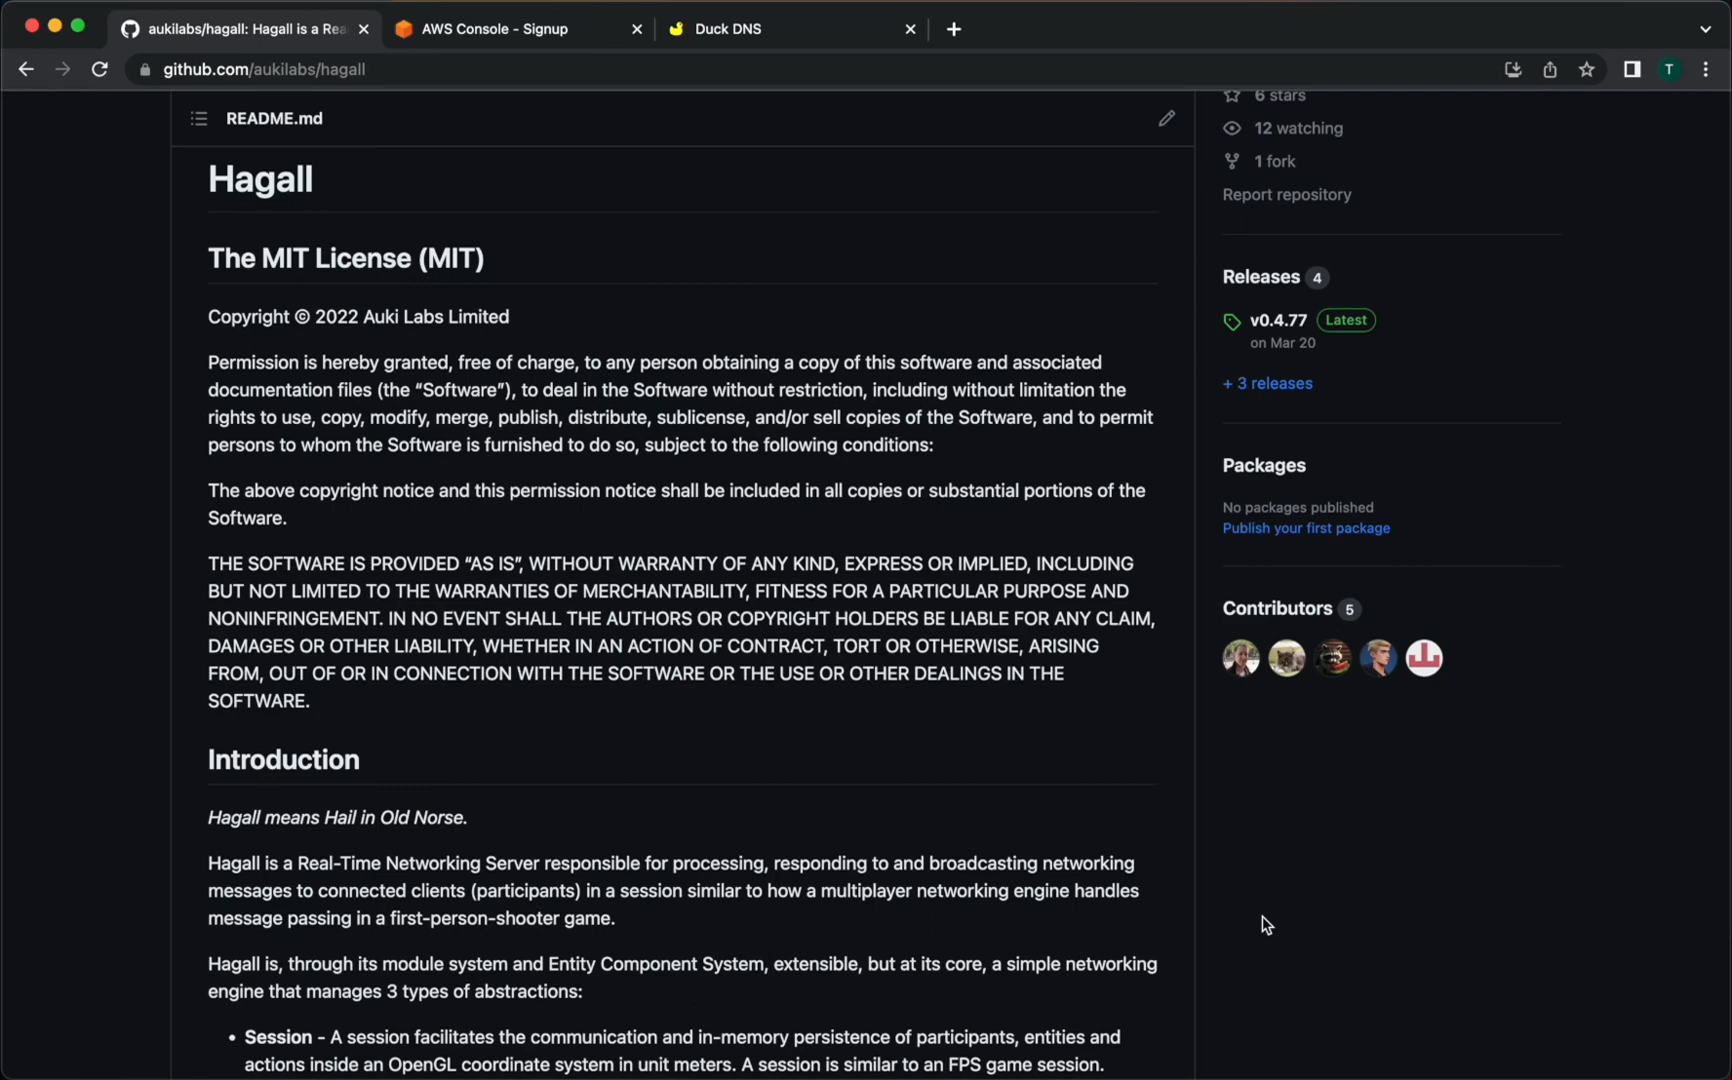 aukilabs/hagall: Hagall is a Rea
AWS Console - Signup
Duck DNS
github.com/aukilabs/hagall
T
README.md
6 stars
12 watching
1 fork
Report repository
Hagall
The MIT License (MIT)
Copyright © 2022 Auki Labs Limited
Permission is hereby granted, free of charge, to any person obtaining a copy of this software and associated
documentation files (the “Software”), to deal in the Software without restriction, including without limitation the
rights to use, copy, modify, merge, publish, distribute, sublicense, and/or sell copies of the Software, and to permit
persons to whom the Software is furnished to do so, subject to the following conditions:
The above copyright notice and this permission notice shall be included in all copies or substantial portions of the
Software.
THE SOFTWARE IS PROVIDED “AS IS”, WITHOUT WARRANTY OF ANY KIND, EXPRESS OR IMPLIED, INCLUDING
BUT NOT LIMITED TO THE WARRANTIES OF MERCHANTABILITY, FITNESS FOR A PARTICULAR PURPOSE AND
NONINFRINGEMENT. IN NO EVENT SHALL THE AUTHORS OR COPYRIGHT HOLDERS BE LIABLE FOR ANY CLAIM,
DAMAGES OR OTHER LIABILITY, WHETHER IN AN ACTION OF CONTRACT, TORT OR OTHERWISE, ARISING
FROM, OUT OF OR IN CONNECTION WITH THE SOFTWARE OR THE USE OR OTHER DEALINGS IN THE
SOFTWARE.
Introduction
Hagall means Hail in Old Norse.
Hagall is a Real-Time Networking Server responsible for processing, responding to and broadcasting networking
messages to connected clients (participants) in a session similar to how a multiplayer networking engine handles
message passing in a first-person-shooter game.
Hagall is, through its module system and Entity Component System, extensible, but at its core, a simple networking
engine that manages 3 types of abstractions:
• Session - A session facilitates the communication and in-memory persistence of participants, entities and
actions inside an OpenGL coordinate system in unit meters. A session is similar to an FPS game session.
Releases 4
v0.4.77 Latest
on Mar 20
+ 3 releases
Packages
No packages published
Publish your first package
Contributors 5